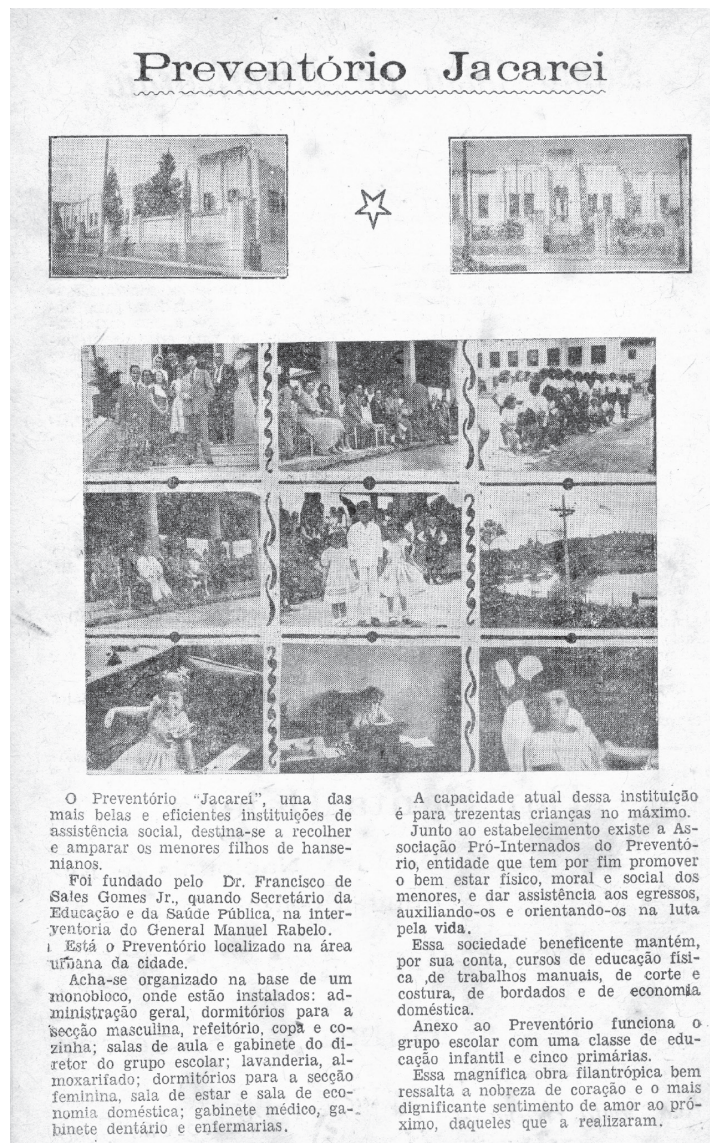 Preventório Jacarei
O Preventório "Jacareí", uma das
mais belas e eficientes instituições de
assistência social, destina-se a recolher
e amparar os menores filhos de hanse-
nianos.
Foi fundado pelo Dr. Francisco de
Sales Gomes Jr., quando Secretário da
Educação e da Saúde Pública, na inter-
ventoria do General Manuel Rabelo.
Está o Preventório localizado na área
urbana da cidade.
Acha-se organizado na base de um
monobloco, onde estão instalados: ad-
ministração geral, dormitórios para a
secção masculina, refeitório, copa e co-
zinha; salas de aula e gabinete do di-
retor do grupo escolar; lavanderia, al-
moxarifado; dormitórios para a secção
feminina, sala de estar e sala de eco-
nomia doméstica; gabinete médico, ga-
binete dentário e enfermarias.
A capacidade atual dessa instituição
é para trezentas crianças no máximo.
Junto ao estabelecimento existe a As-
sociação Pró-Internados do Preventó-
rio, entidade que tem por fim promover
o bem estar físico, moral e social dos
menores, e dar assistência aos egressos,
auxiliando-os e orientando-os na luta
pela vida.
Essa sociedade beneficente mantém,
por sua conta, cursos de educação físi-
ca ,de trabalhos manuais, de corte e
costura, de bordados e de economia
doméstica.
Anexo ao Preventório funciona o
grupo escolar com uma classe de edu-
cação infantil e cinco primárias.
Essa magnífica obra filantrópica bem
ressalta a nobreza de coração e o mais
dignificante sentimento de amor ao pró-
ximo, daqueles que a realizaram.